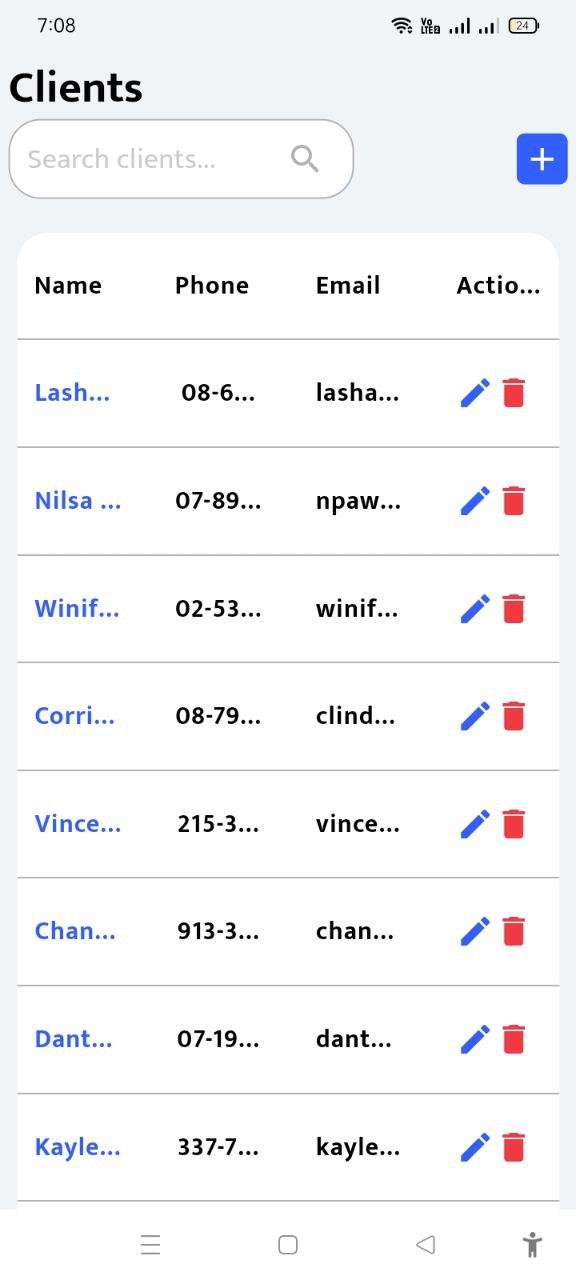 7:08 Vo LTE2 24
Clients
Search clients...
Name Phone Email Actio...
Lash... 08-6... lasha...
Nilsa ... 07-89... npaw...
Winif... 02-53... winif...
Corri... 08-79... clind...
Vince... 215-3... vince...
Chan... 913-3... chan...
Dant... 07-19... dant...
Kayle... 337-7... kayle...